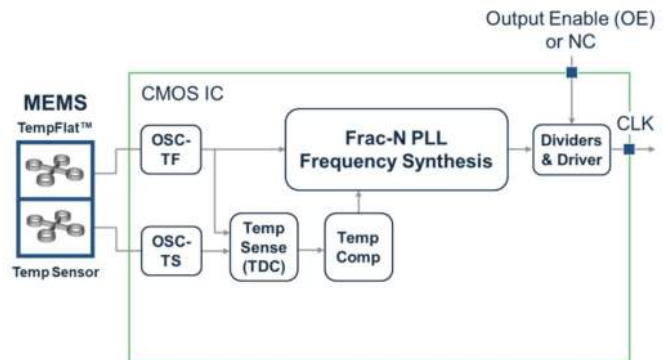 Output Enable (OE)
or NC
MEMS
TempFlat™
CMOS IC
CLK
OSC-
TF
Frac-N PLL
Frequency Synthesis
Dividers
& Driver
OSC-
TS
Temp
Sense
(TDC)
Temp
Comp
Temp Sensor